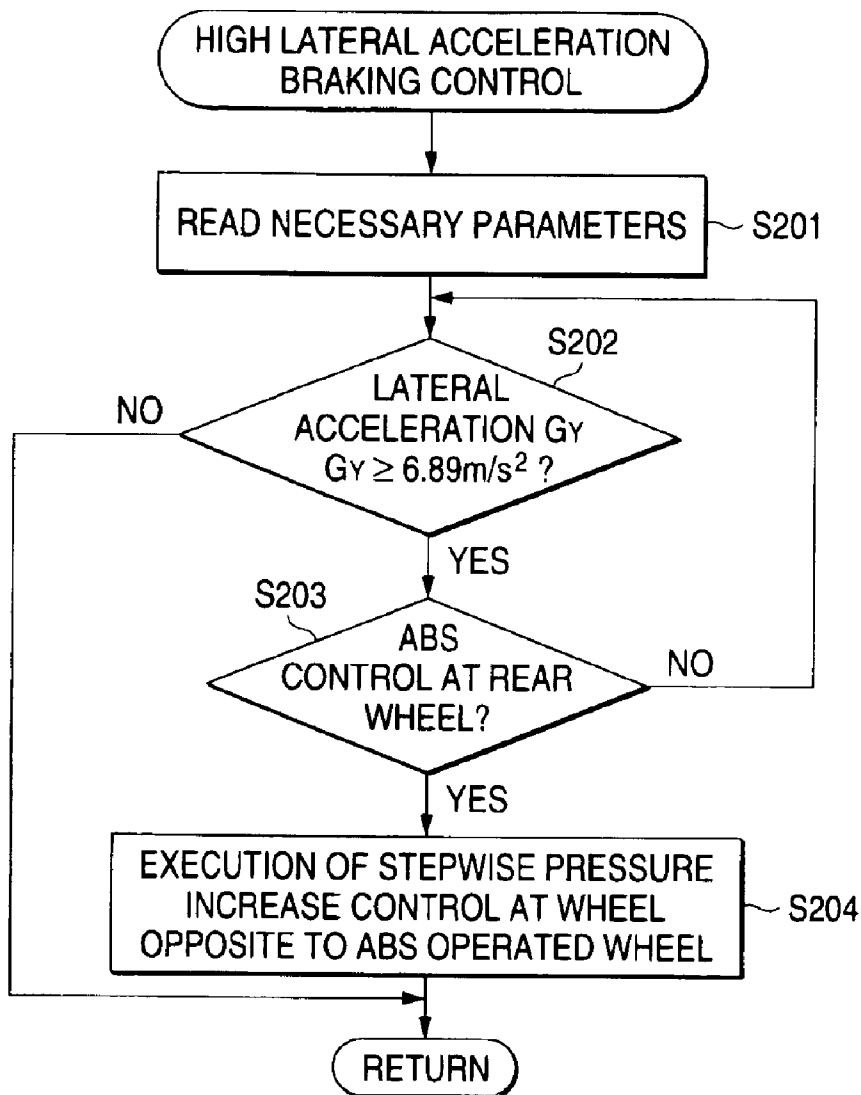 HIGH LATERAL ACCELERATION
BRAKING CONTROL
READ NECESSARY PARAMETERS
S201
S202
LATERAL
ACCELERATION GY
GY ≥ 6.89m/s² ?
NO
YES
S203
ABS
CONTROL AT REAR
WHEEL?
NO
YES
EXECUTION OF STEPWISE PRESSURE
INCREASE CONTROL AT WHEEL
OPPOSITE TO ABS OPERATED WHEEL
S204
RETURN